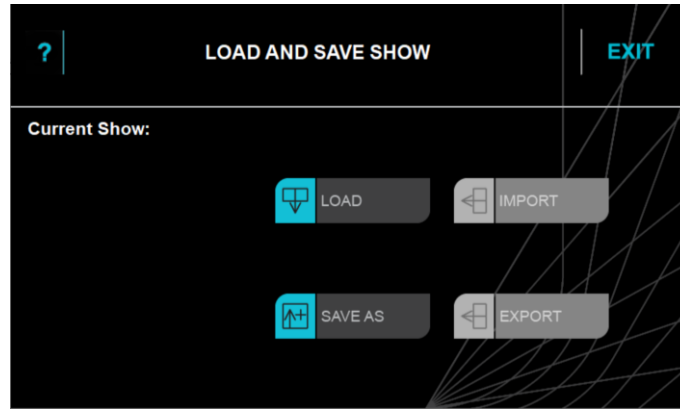 ? LOAD AND SAVE SHOW EXIT
Current Show:
LOAD IMPORT
SAVE AS EXPORT